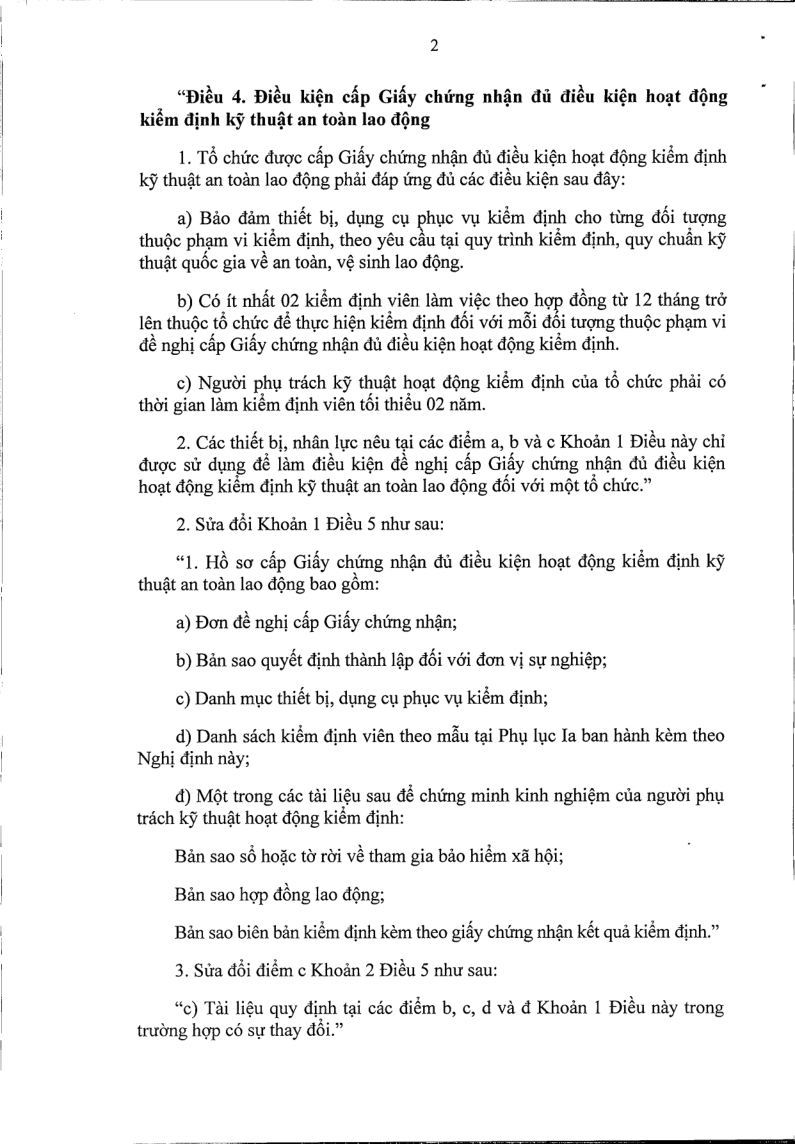 2
“Điều 4. Điều kiện cấp Giấy chứng nhận đủ điều kiện hoạt động
kiểm định kỹ thuật an toàn lao động
1. Tổ chức được cấp Giấy chứng nhận đủ điều kiện hoạt động kiểm định
kỹ thuật an toàn lao động phải đáp ứng đủ các điều kiện sau đây:
a) Bảo đảm thiết bị, dụng cụ phục vụ kiểm định cho từng đối tượng
thuộc phạm vi kiểm định, theo yêu cầu tại quy trình kiểm định, quy chuẩn kỹ
thuật quốc gia về an toàn, vệ sinh lao động.
b) Có ít nhất 02 kiểm định viên làm việc theo hợp đồng từ 12 tháng trở
lên thuộc tổ chức để thực hiện kiểm định đối với mỗi đối tượng thuộc phạm vi
đề nghị cấp Giấy chứng nhận đủ điều kiện hoạt động kiểm định.
c) Người phụ trách kỹ thuật hoạt động kiểm định của tổ chức phải có
thời gian làm kiểm định viên tối thiểu 02 năm.
2. Các thiết bị, nhân lực nêu tại các điểm a, b và c Khoản 1 Điều này chỉ
được sử dụng để làm điều kiện đề nghị cấp Giấy chứng nhận đủ điều kiện
hoạt động kiểm định kỹ thuật an toàn lao động đối với một tổ chức.”
2. Sửa đổi Khoản 1 Điều 5 như sau:
“1. Hồ sơ cấp Giấy chứng nhận đủ điều kiện hoạt động kiểm định kỹ
thuật an toàn lao động bao gồm:
a) Đơn đề nghị cấp Giấy chứng nhận;
b) Bản sao quyết định thành lập đối với đơn vị sự nghiệp;
c) Danh mục thiết bị, dụng cụ phục vụ kiểm định;
d) Danh sách kiểm định viên theo mẫu tại Phụ lục Ia ban hành kèm theo
Nghị định này;
đ) Một trong các tài liệu sau để chứng minh kinh nghiệm của người phụ
trách kỹ thuật hoạt động kiểm định:
Bản sao sổ hoặc tờ rời về tham gia bảo hiểm xã hội;
Bản sao hợp đồng lao động;
Bản sao biên bản kiểm định kèm theo giấy chứng nhận kết quả kiểm định.”
3. Sửa đổi điểm c Khoản 2 Điều 5 như sau:
“c) Tài liệu quy định tại các điểm b, c, d và đ Khoản 1 Điều này trong
trường hợp có sự thay đổi.”